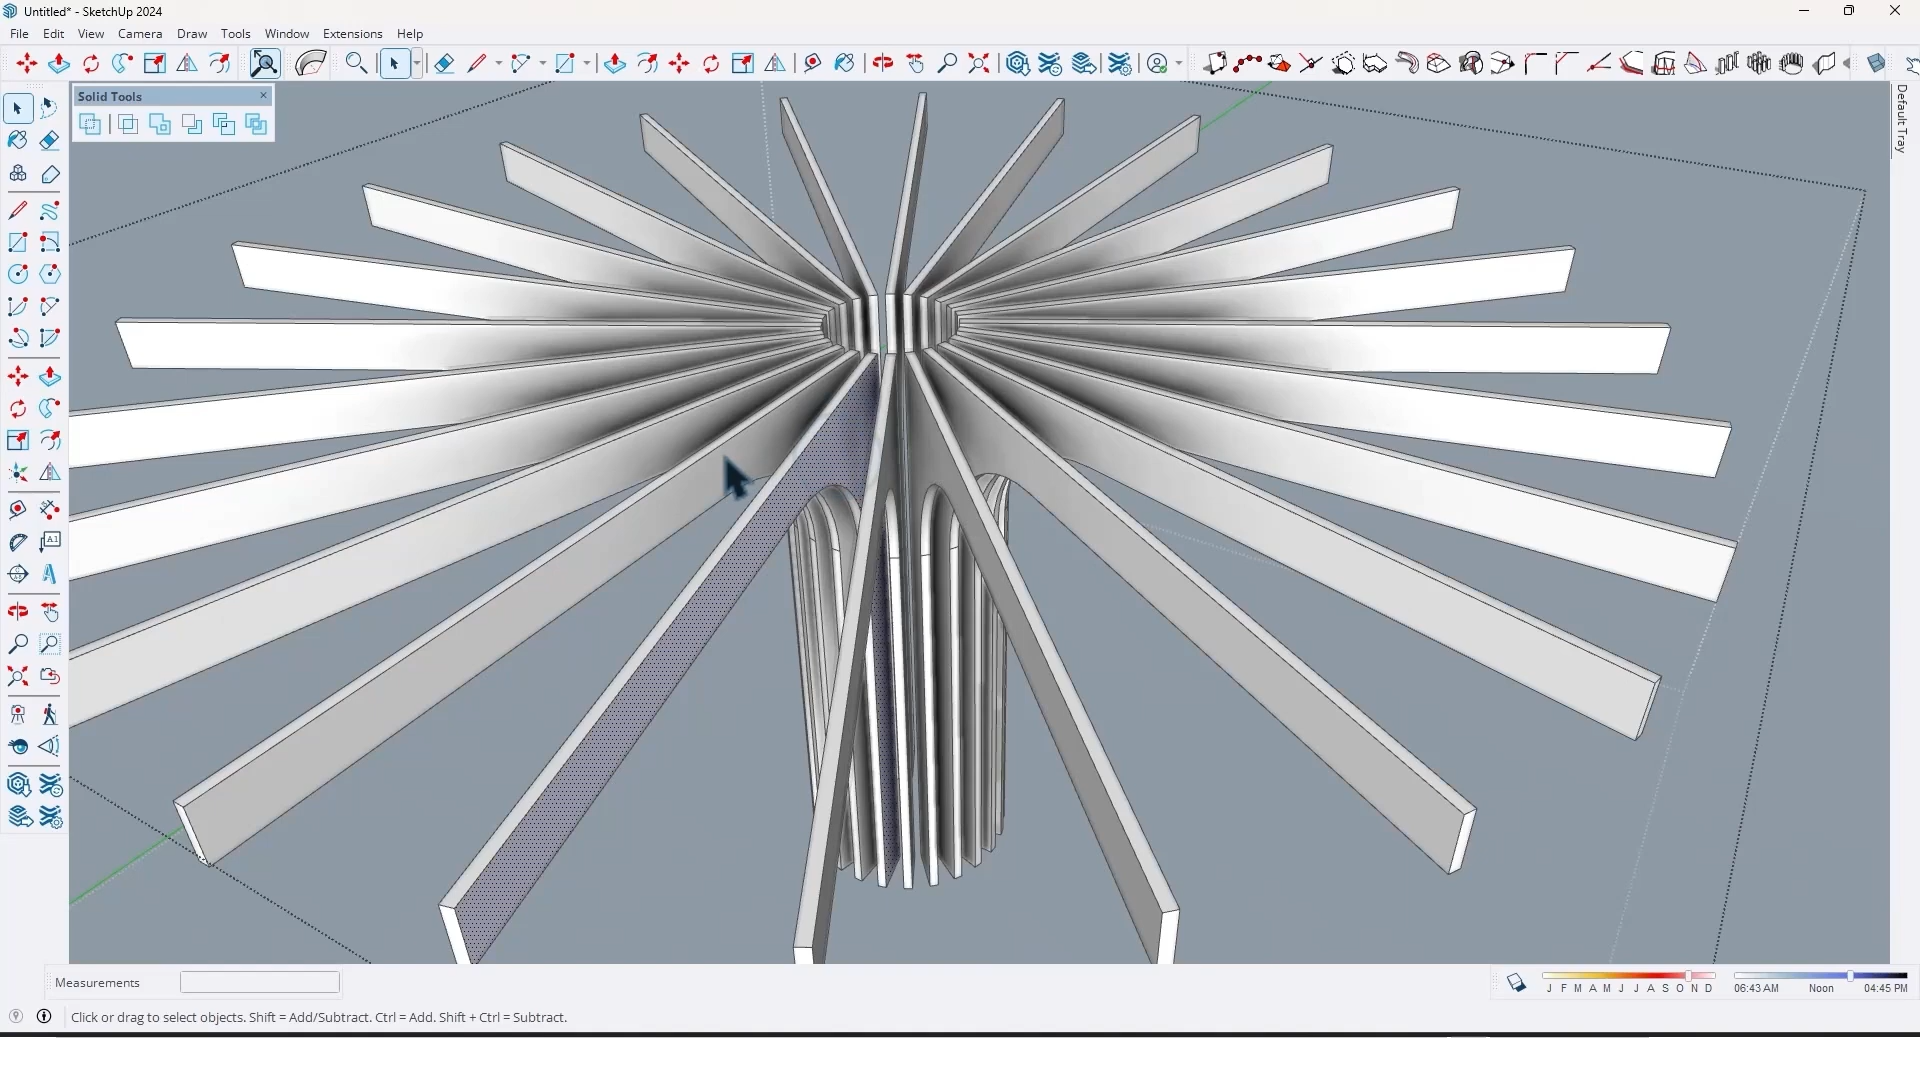 Untitled* - SketchUp 2024
File Edit View Camera Draw Tools Window Extensions Help
Solid Tools
Default Tray
A1
A
Measurements
J F M A M J J A S O N D
06:43 AM Noon 04:45 PM
Click or drag to select objects. Shift = Add/Subtract. Ctrl = Add. Shift + Ctrl = Subtract.